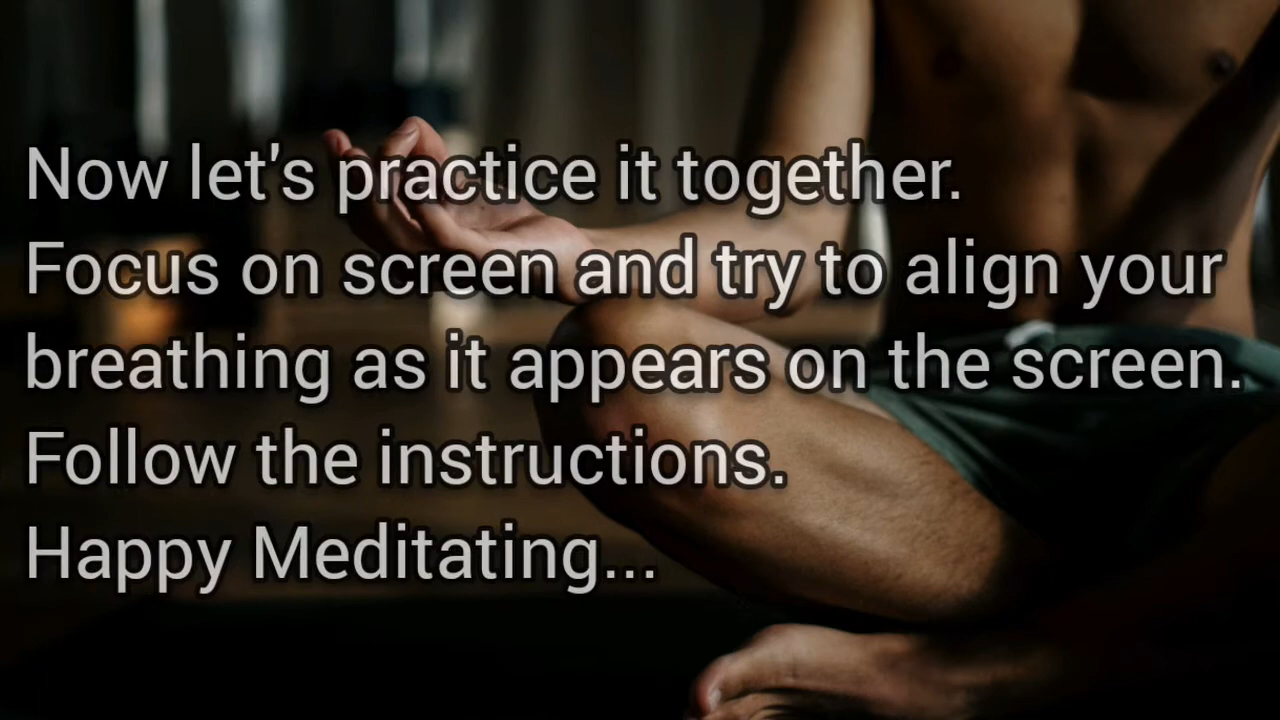 Now let's practice it together.
Focus on screen and try to align your
breathing as it appears on the screen.
Follow the instructions.
Happy Meditating...